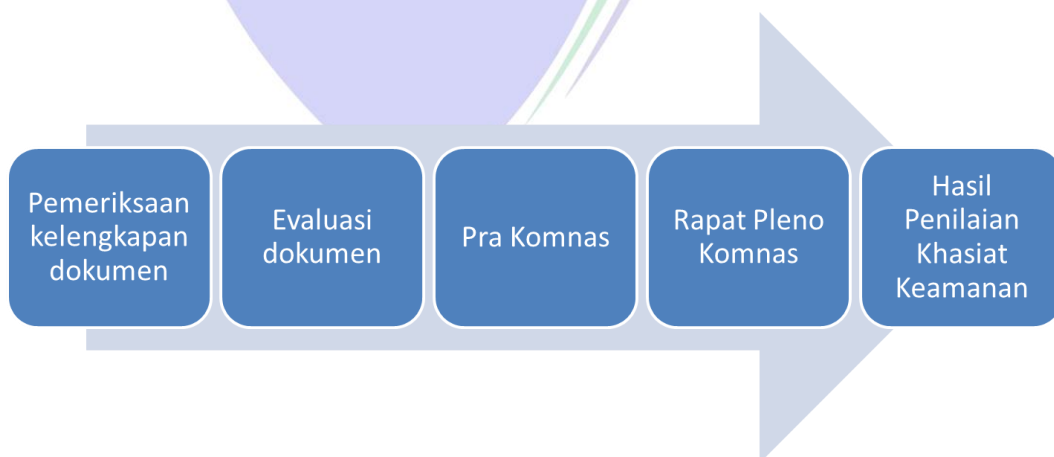 Pemeriksaan
kelengkapan
dokumen
Evaluasi
dokumen
Pra Komnas
Rapat Pleno
Komnas
Hasil
Penilaian
Khasiat
Keamanan